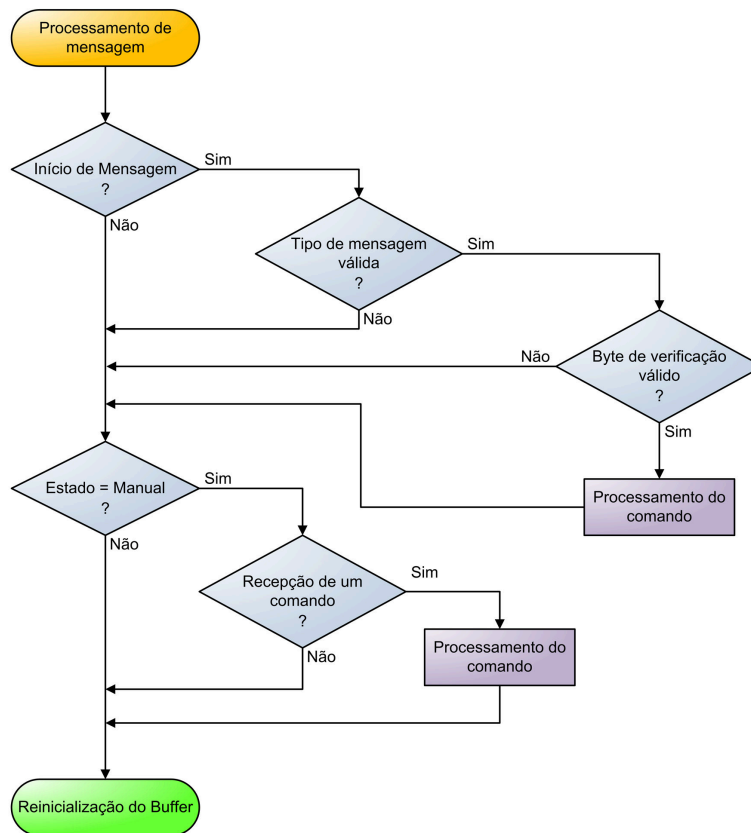 Processamento de
mensagem
Início de Mensagem
?
Sim
Não
Tipo de mensagem
válida
?
Sim
Não
Byte de verificação
válido
?
Não
Sim
Processamento do
comando
Estado = Manual
?
Sim
Não
Recepção de um
comando
?
Sim
Não
Processamento do
comando
Reinicialização do Buffer